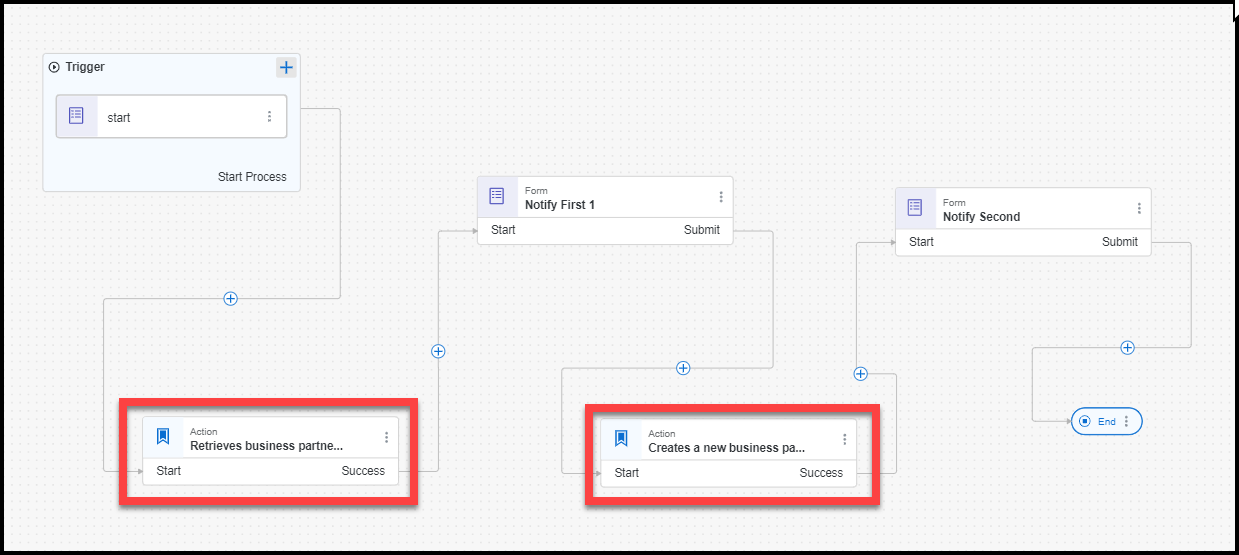 Trigger
start
Start Process
Form
Notify First 1
Start Submit
Form
Notify Second
Start Submit
Action
Retrieves business partne...
Start Success
Action
Creates a new business pa...
Start Success
End